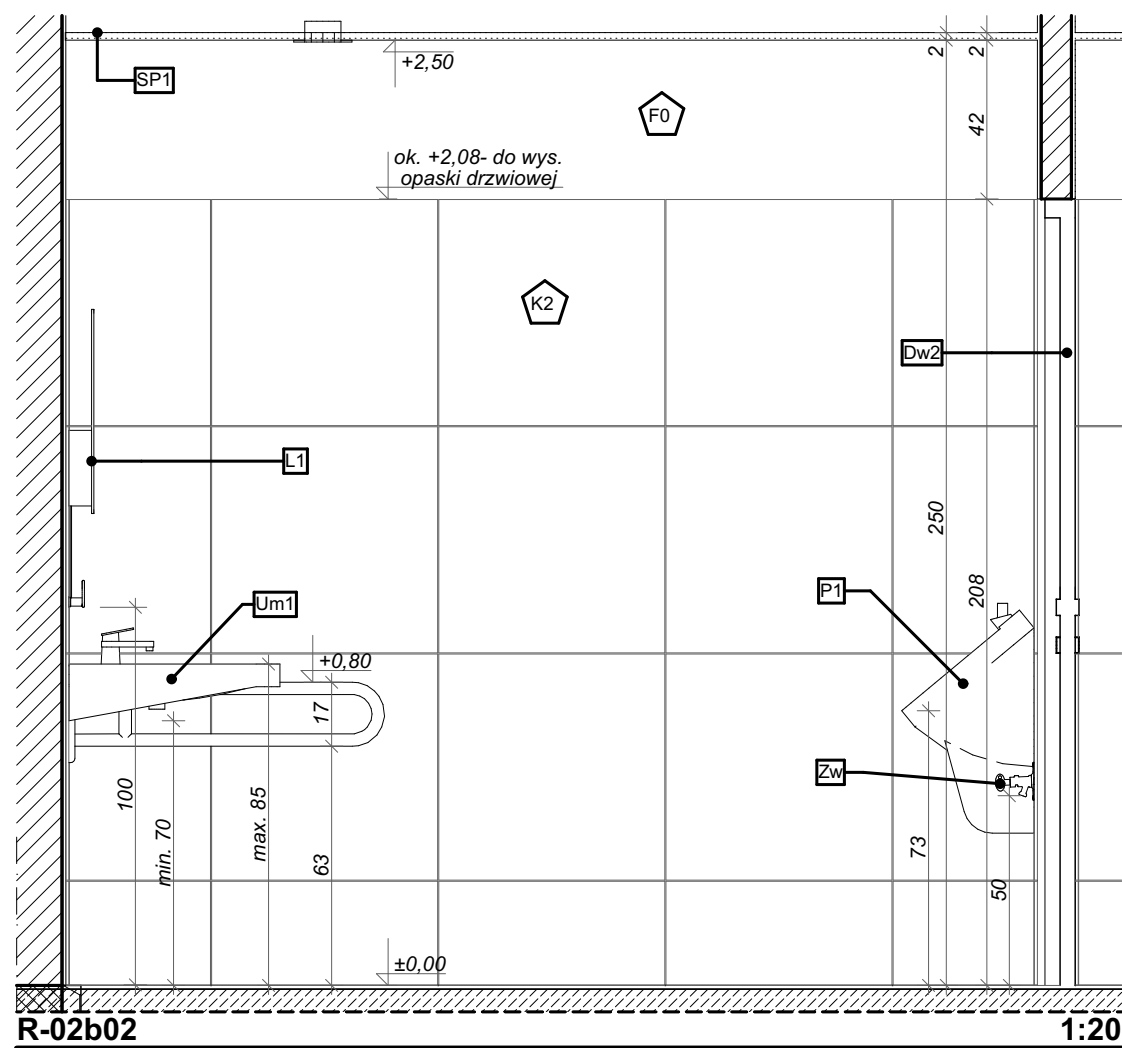 SP1
+2,50
2
2
F0
42
ok. +2,08- do wys.
opaski drzwiowej
K2
Dw2
L1
250
208
Um1
P1
+0,80
17
Zw
100
min. 70
max. 85
63
73
50
±0,00
R-02b02
1:20